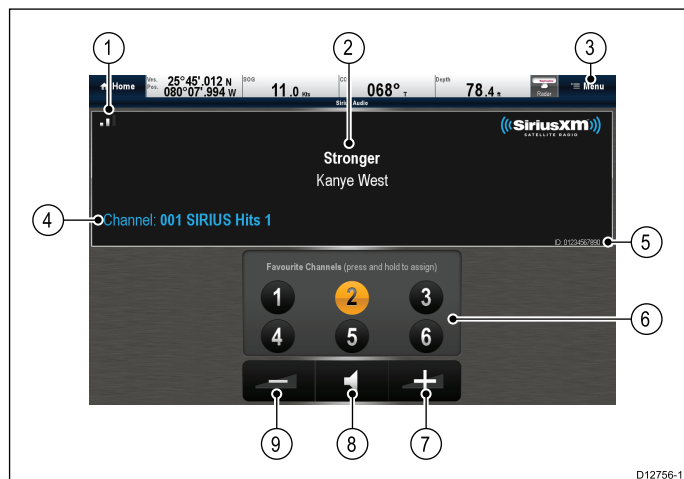 1 2 3
Home Ves. Pos. 25°45'.012 N 080°07'.994 W SOG 11.0 Kts CO 068° T Depth 78.4 ft Radar Menu
Sirius Audio
((SiriusXM))
SATELLITE RADIO
Stronger
Kanye West
4 Channel: 001 SIRIUS Hits 1
ID: 01234567890 5
Favourite Channels (press and hold to assign)
1 2 3
6
4 5 6
9 8 7
D12756-1